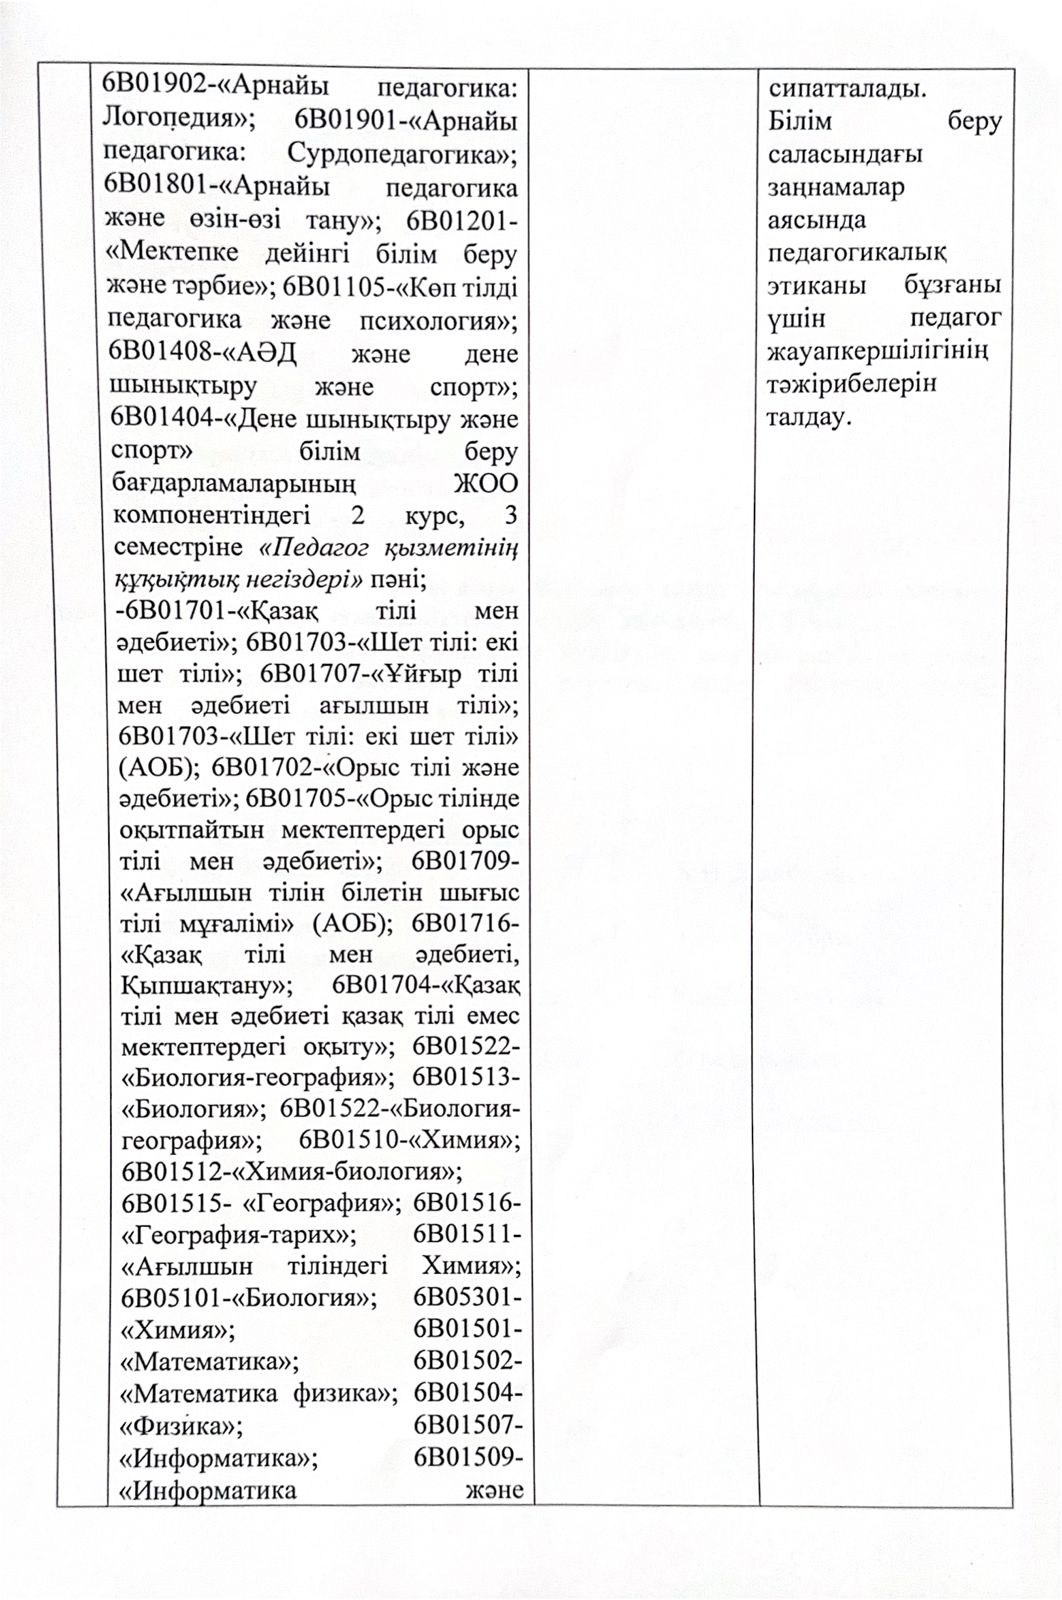 6В01902-«Арнайы педагогика:
Логопедия»; 6В01901-«Арнайы
педагогика: Сурдопедагогика»;
6В01801-«Арнайы педагогика
және өзін-өзі тану»; 6В01201-
«Мектепке дейінгі білім беру
және тәрбие»; 6В01105-«Көп тілді
педагогика және психология»;
6В01408-«АӘД және дене
шынықтыру және спорт»;
6В01404-«Дене шынықтыру және
спорт» білім беру
бағдарламаларының ЖОО
компонентіндегі 2 курс, 3
семестріне «Педагог қызметінің
құқықтық негіздері» пәні;
-6В01701-«Қазақ тілі мен
әдебиеті»; 6В01703-«Шет тілі: екі
шет тілі»; 6В01707-«Ұйғыр тілі
мен әдебиеті ағылшын тілі»;
6В01703-«Шет тілі: екі шет тілі»
(АОБ); 6В01702-«Орыс тілі және
әдебиеті»; 6В01705-«Орыс тілінде
оқытпайтын мектептердегі орыс
тілі мен әдебиеті»; 6В01709-
«Ағылшын тілін білетін шығыс
тілі мұғалімі» (АОБ); 6В01716-
«Қазақ тілі мен әдебиеті,
Қыпшақтану»; 6В01704-«Қазақ
тілі мен әдебиеті қазақ тілі емес
мектептердегі оқыту»; 6В01522-
«Биология-география»; 6В01513-
«Биология»; 6В01522-«Биология-
география»; 6В01510-«Химия»;
6В01512-«Химия-биология»;
6В01515- «География»; 6В01516-
«География-тарих»; 6В01511-
«Ағылшын тіліндегі Химия»;
6В05101-«Биология»; 6В05301-
«Химия»; 6В01501-
«Математика»; 6В01502-
«Математика физика»; 6В01504-
«Физика»; 6В01507-
«Информатика»; 6В01509-
«Информатика және
сипатталады.
Білім беру
саласындағы
заңнамалар
аясында
педагогикалық
этиканы бұзғаны
үшін педагог
жауапкершілігінің
тәжірибелерін
талдау.